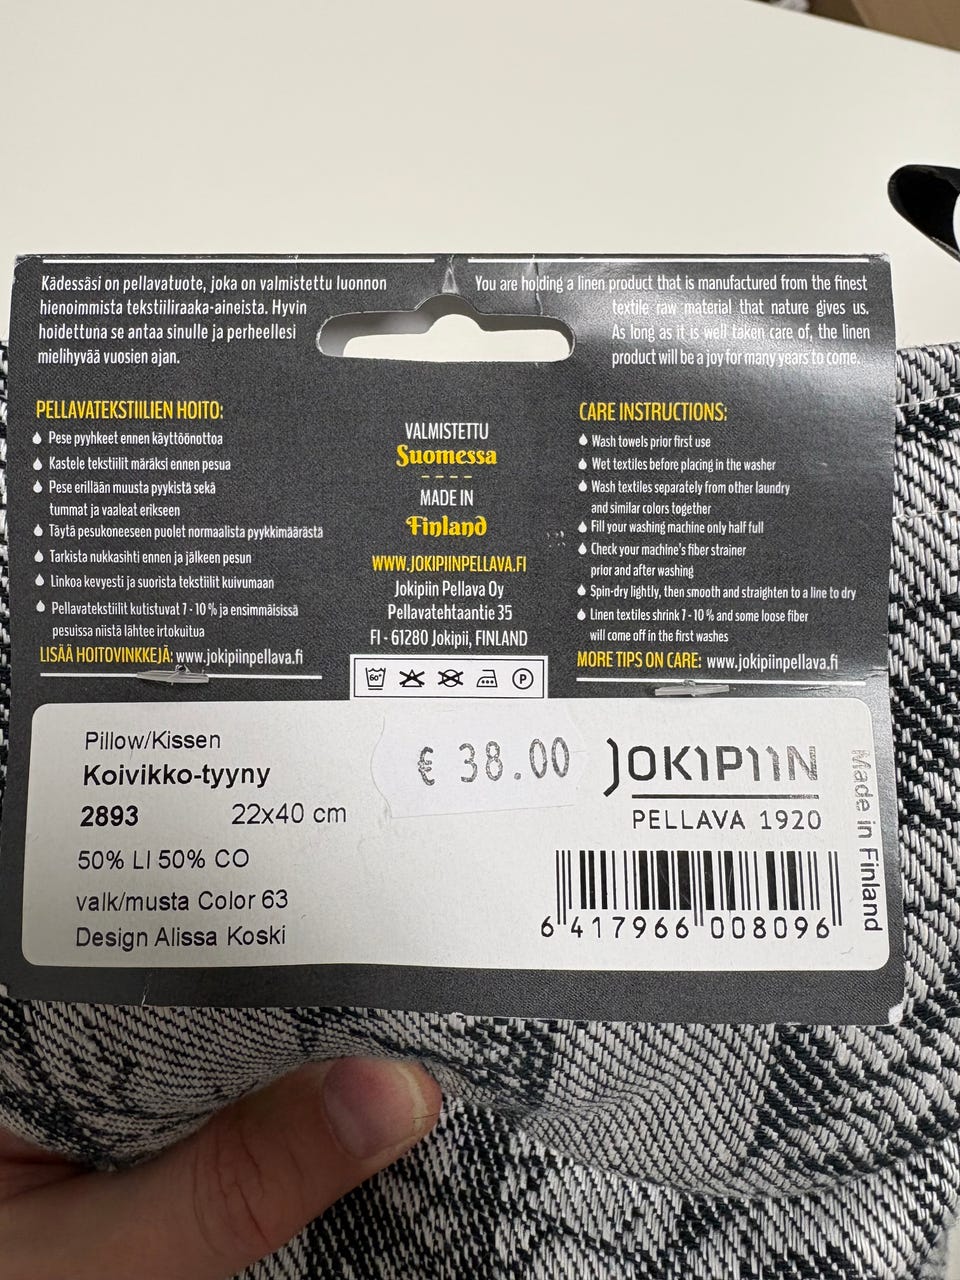 Kädessäsi on pellavatuote, joka on valmistettu luonnon
hienoimmista tekstiiliraaka-aineista. Hyvin
hoidettuna se antaa sinulle ja perheellesi
mielihyvää vuosien ajan.
You are holding a linen product that is manufactured from the finest
textile raw material that nature gives us.
As long as it is well taken care of, the linen
product will be a joy for many years to come.
PELLAVATEKSTIILIEN HOITO:
Pese pyyhkeet ennen käyttöönottoa
Kastele tekstiilit märäksi ennen pesua
Pese erillään muusta pyykistä sekä
tummat ja vaaleat erikseen
Täytä pesukoneeseen puolet normaalista pyykkimäärästä
Tarkista nukkasihti ennen ja jälkeen pesun
Linkoa kevyesti ja suorista tekstiilit kuivumaan
Pellavatekstiilit kutistuvat 7 - 10 % ja ensimmäisissä
pesuissa niistä lähtee irtokuitua
LISÄÄ HOITOVINKKEJÄ: www.jokipiinpellava.fi
VALMISTETTU
Suomessa
MADE IN
Finland
WWW.JOKIPIINPELLAVA.FI
Jokipiin Pellava Oy
Pellavatehtaantie 35
FI - 61280 Jokipii, FINLAND
60°
P
CARE INSTRUCTIONS:
Wash towels prior first use
Wet textiles before placing in the washer
Wash textiles separately from other laundry
and similar colors together
Fill your washing machine only half full
Check your machine's fiber strainer
prior and after washing
Spin-dry lightly, then smooth and straighten to a line to dry
Linen textiles shrink 7 - 10 % and some loose fiber
will come off in the first washes
MORE TIPS ON CARE: www.jokipiinpellava.fi
Pillow/Kissen
Koivikko-tyyny
2893 22x40 cm
50% LI 50% CO
valk/musta Color 63
Design Alissa Koski
€ 38.00
JOKIPIIN
PELLAVA 1920
6 417966 008096
Made in Finland